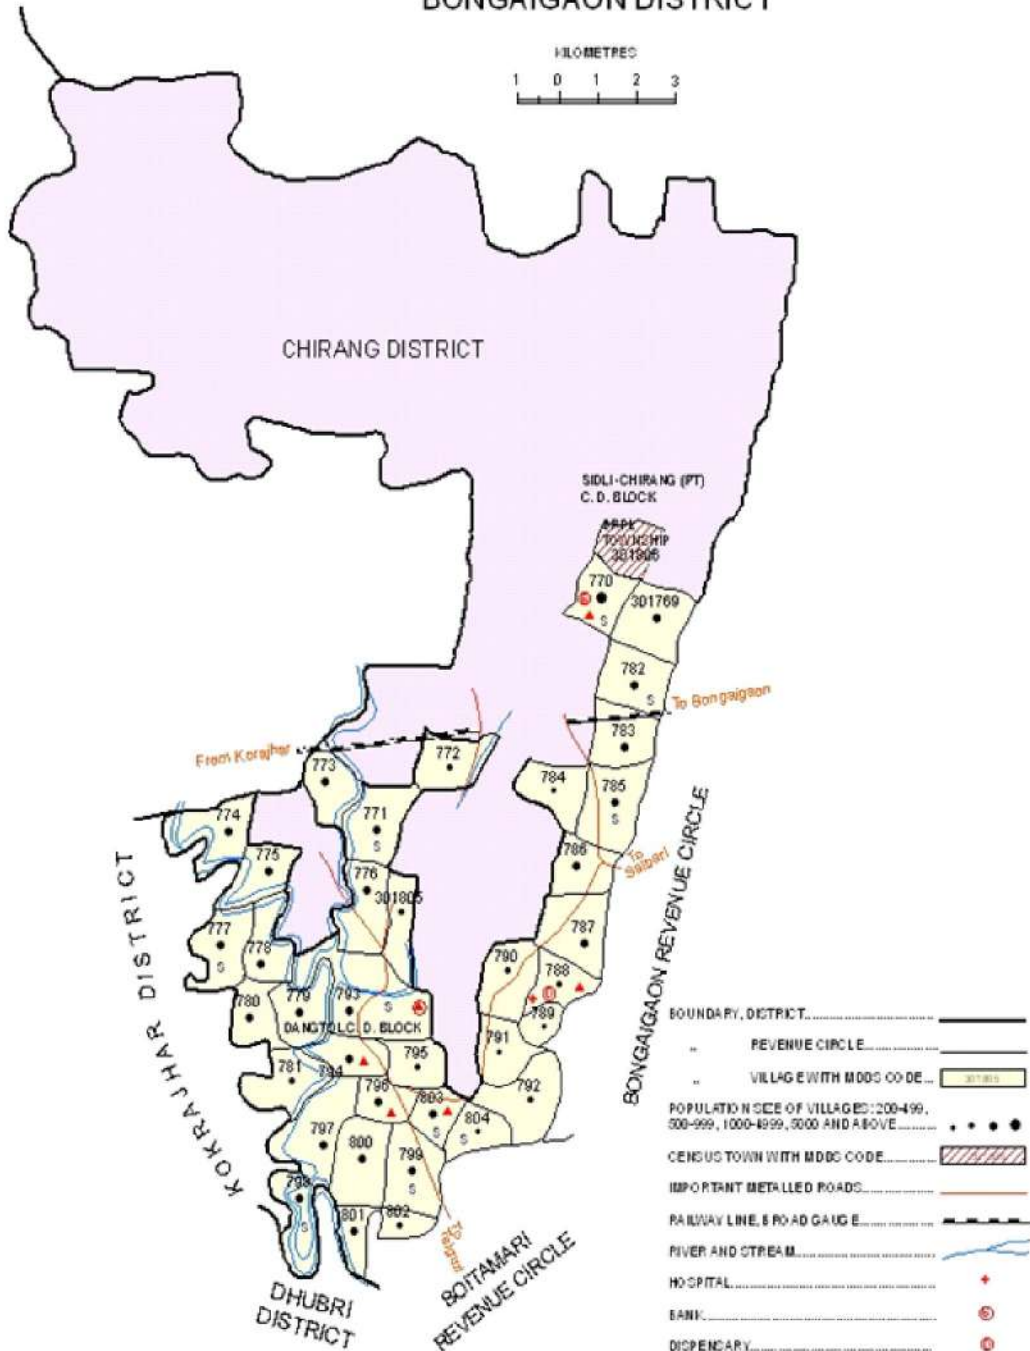 BONGAIGAON DISTRICT
KILOMETRES
1 0 1 2 3
CHIRANG DISTRICT
SIDLI-CHIRANG (PT)
C. D. BLOCK
TOWNSHIP
301806
770
301769
S
782
S
To Bongaigaon
783
From Korajhar
772
773
784
785
S
771
S
774
775
786
To
Salbari
776
301805
787
777
S
778
790
788
789
780
779
793
S
DANGTOL C. D. BLOCK
791
781
794
795
792
796
803
S
804
S
797
800
799
S
798
S
801
802
To
KOKRAJHAR DISTRICT
BONGAIGAON REVENUE CIRCLE
DHUBRI
DISTRICT
BOITAMARI
REVENUE CIRCLE
BOUNDARY, DISTRICT
„ REVENUE CIRCLE
„ VILLAGE WITH MDDS CODE
301805
POPULATION SIZE OF VILLAGES: 200-499,
500-999, 1000-4999, 5000 AND ABOVE
CENSUS TOWN WITH MDDS CODE
IMPORTANT METALLED ROADS
RAILWAY LINE, BROAD GAUGE
RIVER AND STREAM
HOSPITAL
BANK
DISPENSARY